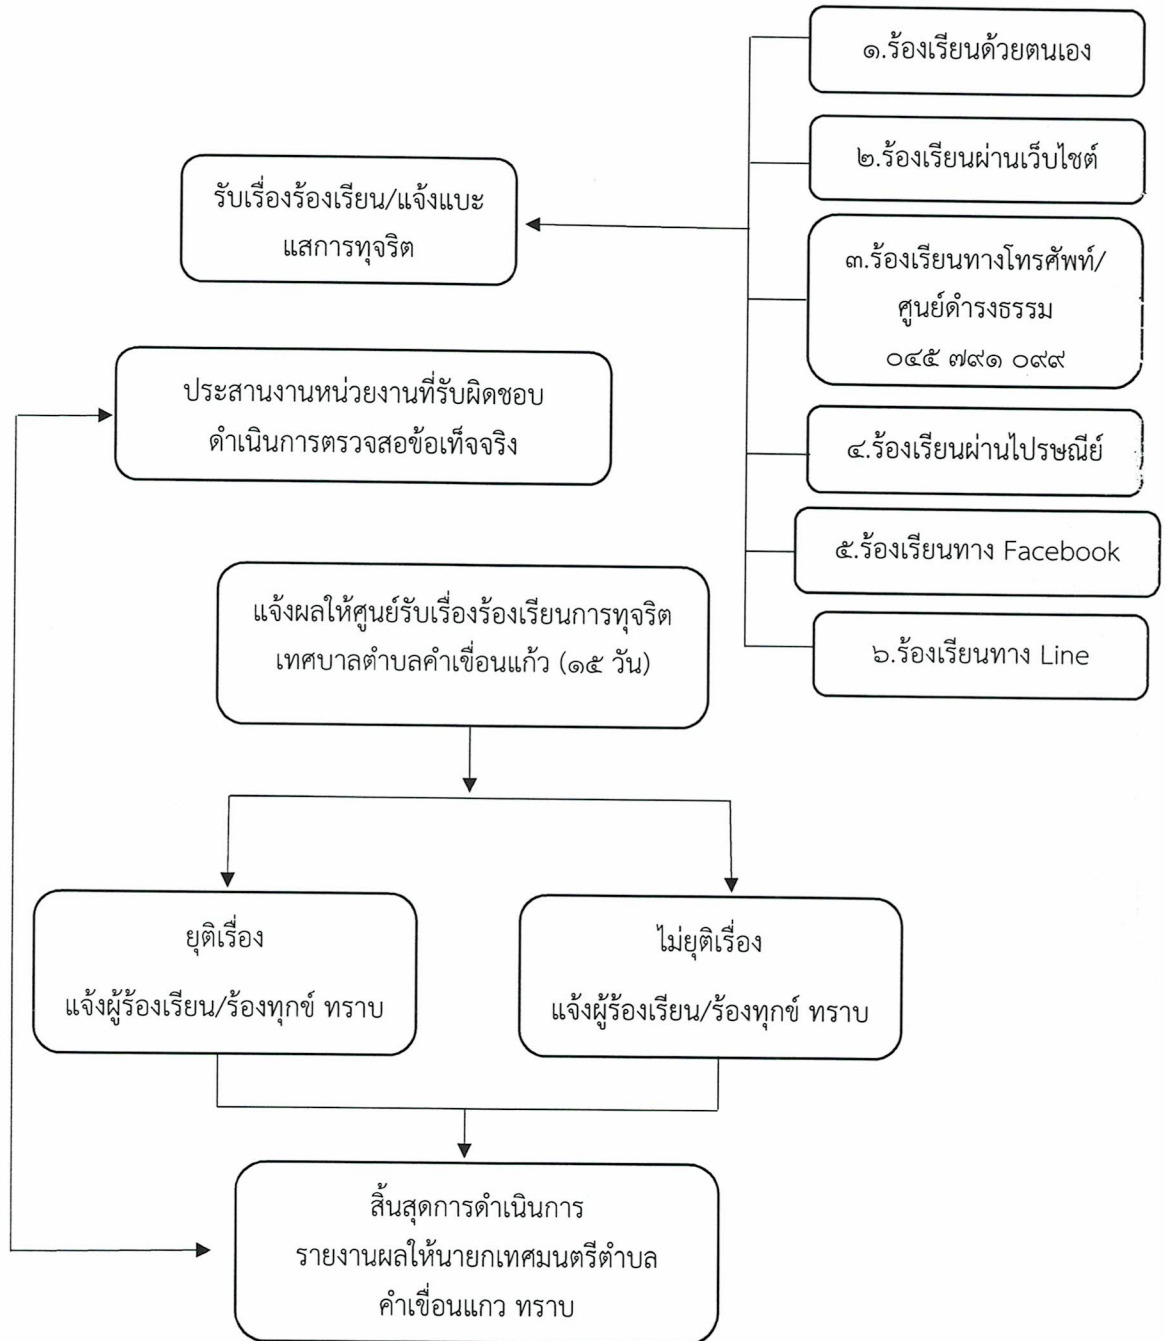 ๑.ร้องเรียนด้วยตนเอง
๒.ร้องเรียนผ่านเว็บไซต์
รับเรื่องร้องเรียน/แจ้งแบะ
แสการทุจริต
๓.ร้องเรียนทางโทรศัพท์/
ศูนย์ดำรงธรรม
๐๔๕ ๗๙๑ ๐๙๙
ประสานงานหน่วยงานที่รับผิดชอบ
ดำเนินการตรวจสอบข้อเท็จจริง
๔.ร้องเรียนผ่านไปรษณีย์
๕.ร้องเรียนทาง Facebook
๖.ร้องเรียนทาง Line
แจ้งผลให้ศูนย์รับเรื่องร้องเรียนการทุจริต
เทศบาลตำบลคำเขื่อนแก้ว (๑๕ วัน)
ยุติเรื่อง
แจ้งผู้ร้องเรียน/ร้องทุกข์ ทราบ
ไม่ยุติเรื่อง
แจ้งผู้ร้องเรียน/ร้องทุกข์ ทราบ
สิ้นสุดการดำเนินการ
รายงานผลให้นายกเทศมนตรีตำบล
คำเขื่อนแกว ทราบ